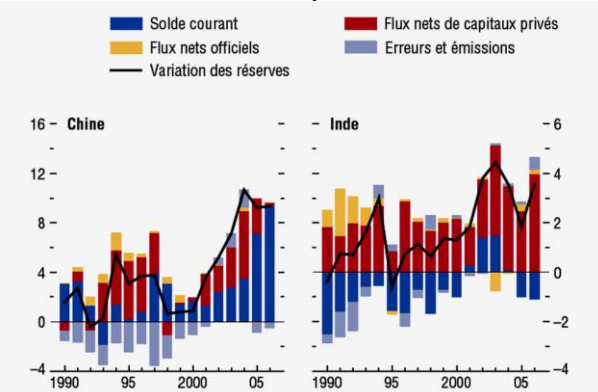 Solde courant
Flux nets de capitaux privés
Flux nets officiels
Erreurs et émissions
Variation des réserves
16 Chine
Inde 6
12
4
8
2
4
0
0
–2
–4
–4
1990 95 2000 05
1990 95 2000 05